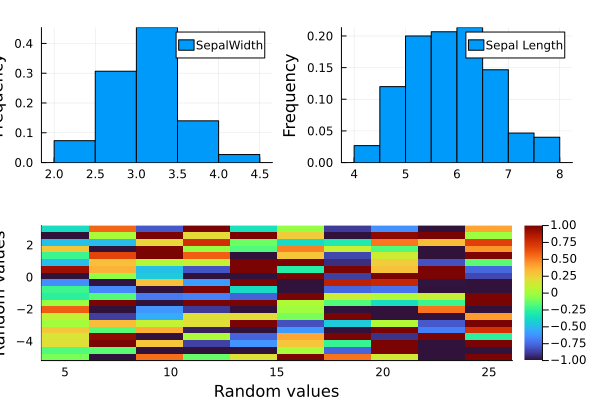 SepalWidth
Frequency
0.4
0.3
0.2
0.1
0.0
2.0 2.5 3.0 3.5 4.0 4.5
Sepal Length
Frequency
0.20
0.15
0.10
0.05
0.00
4 5 6 7 8
Random values
2
0
−2
−4
5 10 15 20 25
Random values
1.00
0.75
0.50
0.25
0
−0.25
−0.50
−0.75
−1.00